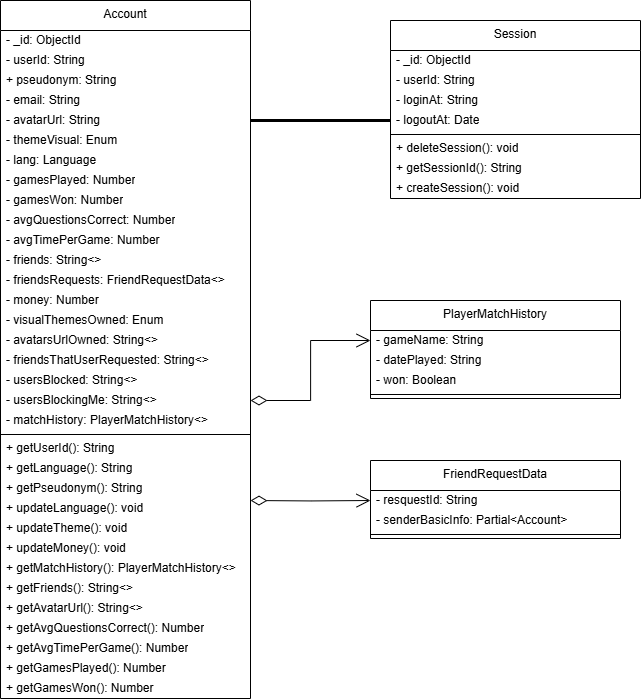 Account
- _id: ObjectId
- userId: String
+ pseudonym: String
- email: String
- avatarUrl: String
- themeVisual: Enum
- lang: Language
- gamesPlayed: Number
- gamesWon: Number
- avgQuestionsCorrect: Number
- avgTimePerGame: Number
- friends: String<>
- friendsRequests: FriendRequestData<>
- money: Number
- visualThemesOwned: Enum
- avatarsUrlOwned: String<>
- friendsThatUserRequested: String<>
- usersBlocked: String<>
- usersBlockingMe: String<>
- matchHistory: PlayerMatchHistory<>
+ getUserId(): String
+ getLanguage(): String
+ getPseudonym(): String
+ updateLanguage(): void
+ updateTheme(): void
+ updateMoney(): void
+ getMatchHistory(): PlayerMatchHistory<>
+ getFriends(): String<>
+ getAvatarUrl(): String<>
+ getAvgQuestionsCorrect(): Number
+ getAvgTimePerGame(): Number
+ getGamesPlayed(): Number
+ getGamesWon(): Number
Session
- _id: ObjectId
- userId: String
- loginAt: String
- logoutAt: Date
+ deleteSession(): void
+ getSessionId(): String
+ createSession(): void
PlayerMatchHistory
- gameName: String
- datePlayed: String
- won: Boolean
FriendRequestData
- resquestId: String
- senderBasicInfo: Partial<Account>